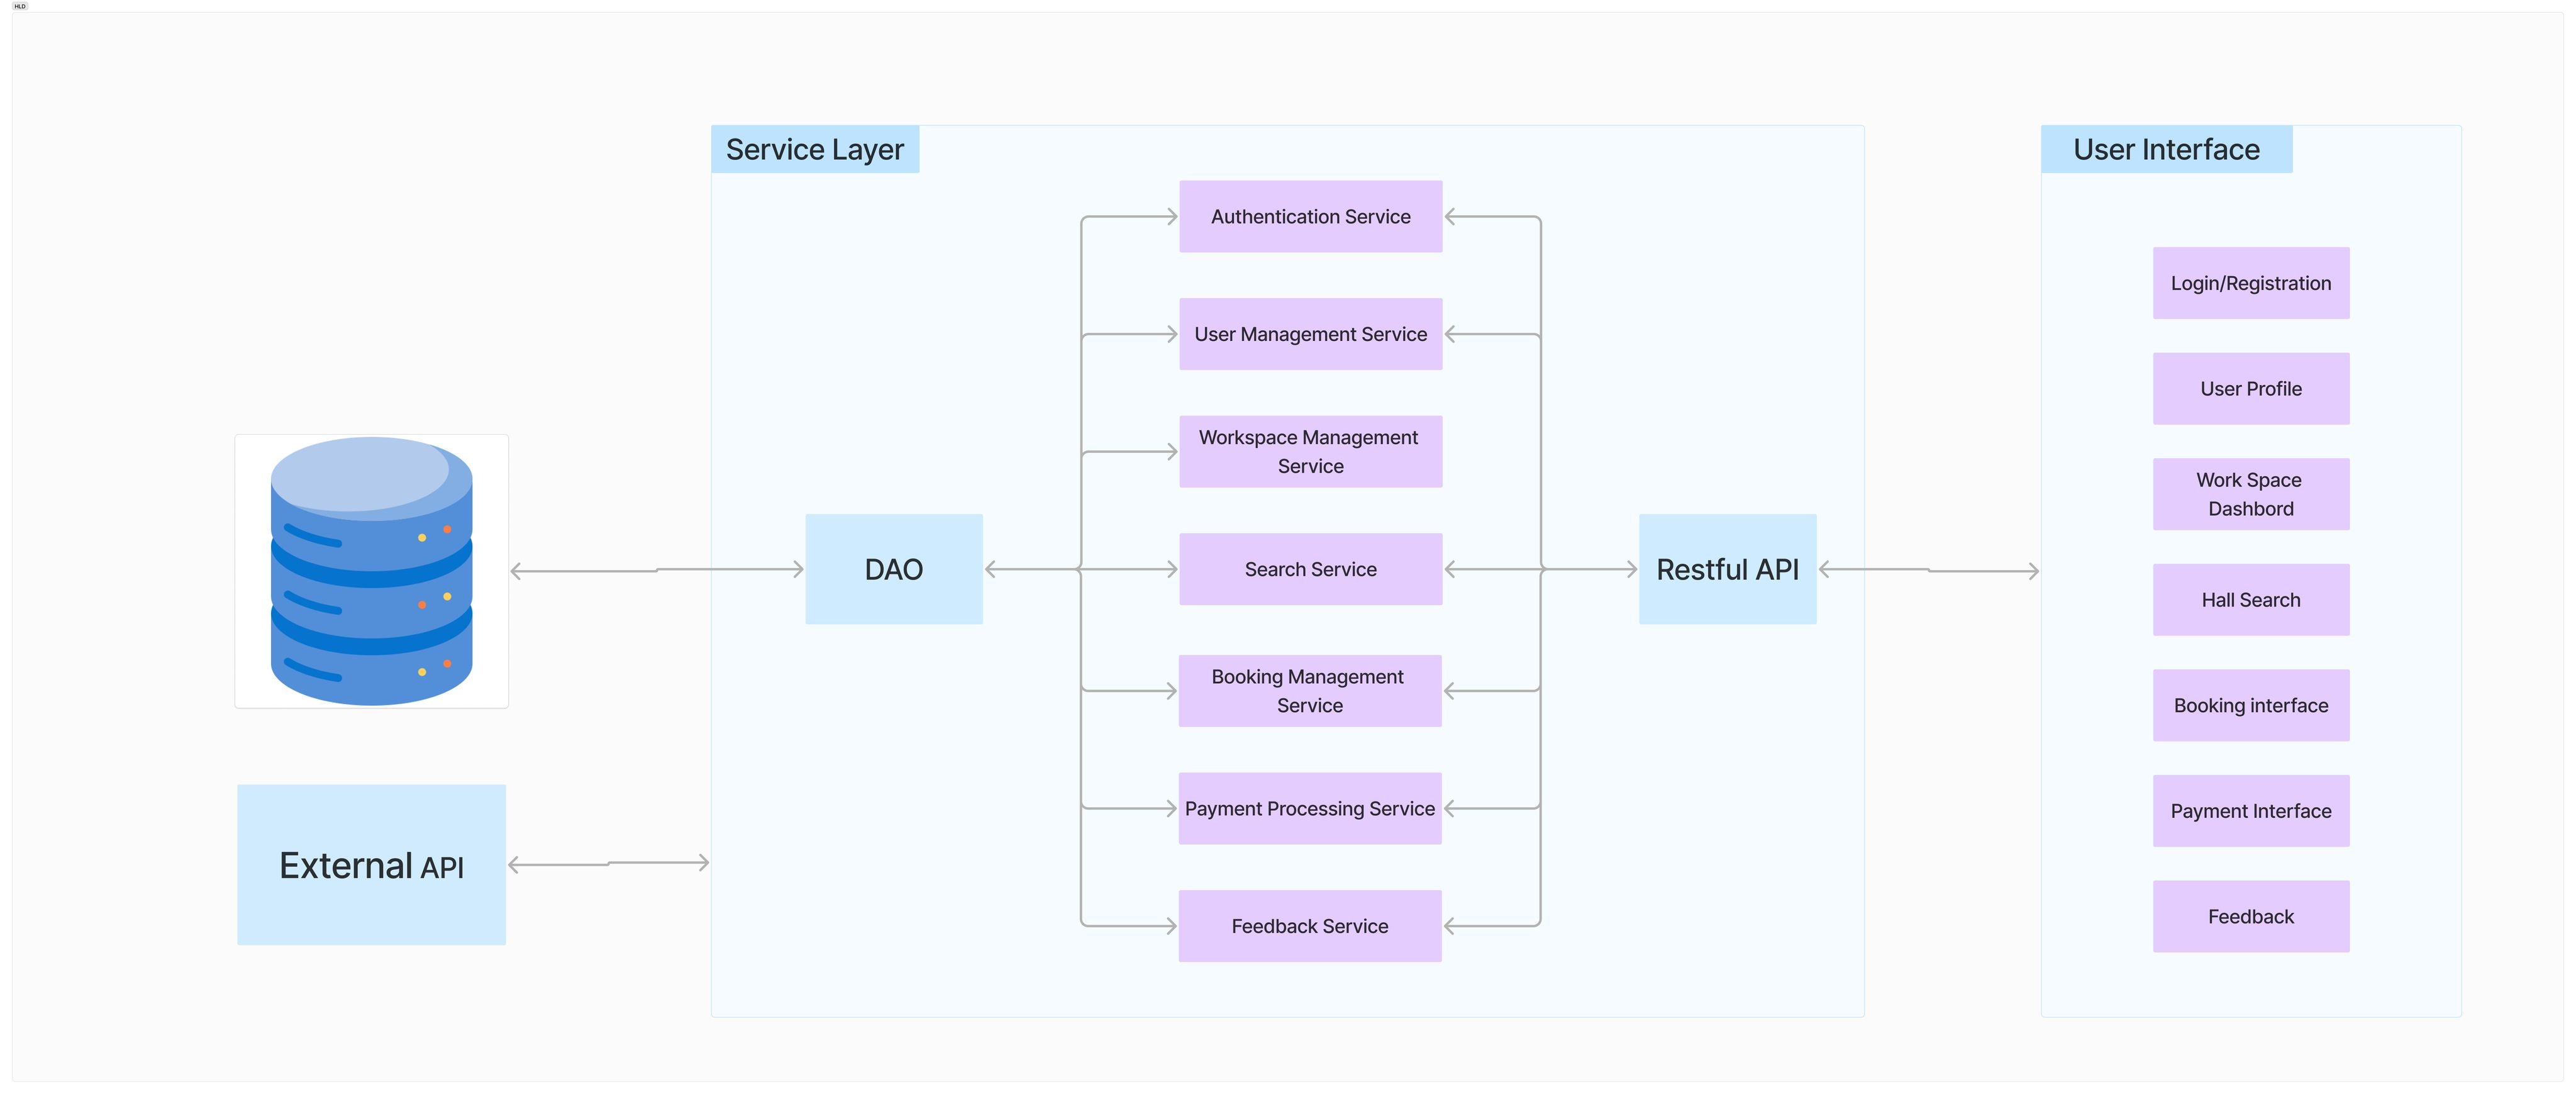 HLD
Service Layer
User Interface
Authentication Service
User Management Service
Workspace Management
Service
DAO
Search Service
Restful API
Booking Management
Service
Payment Processing Service
Feedback Service
External API
Login/Registration
User Profile
Work Space
Dashbord
Hall Search
Booking interface
Payment Interface
Feedback